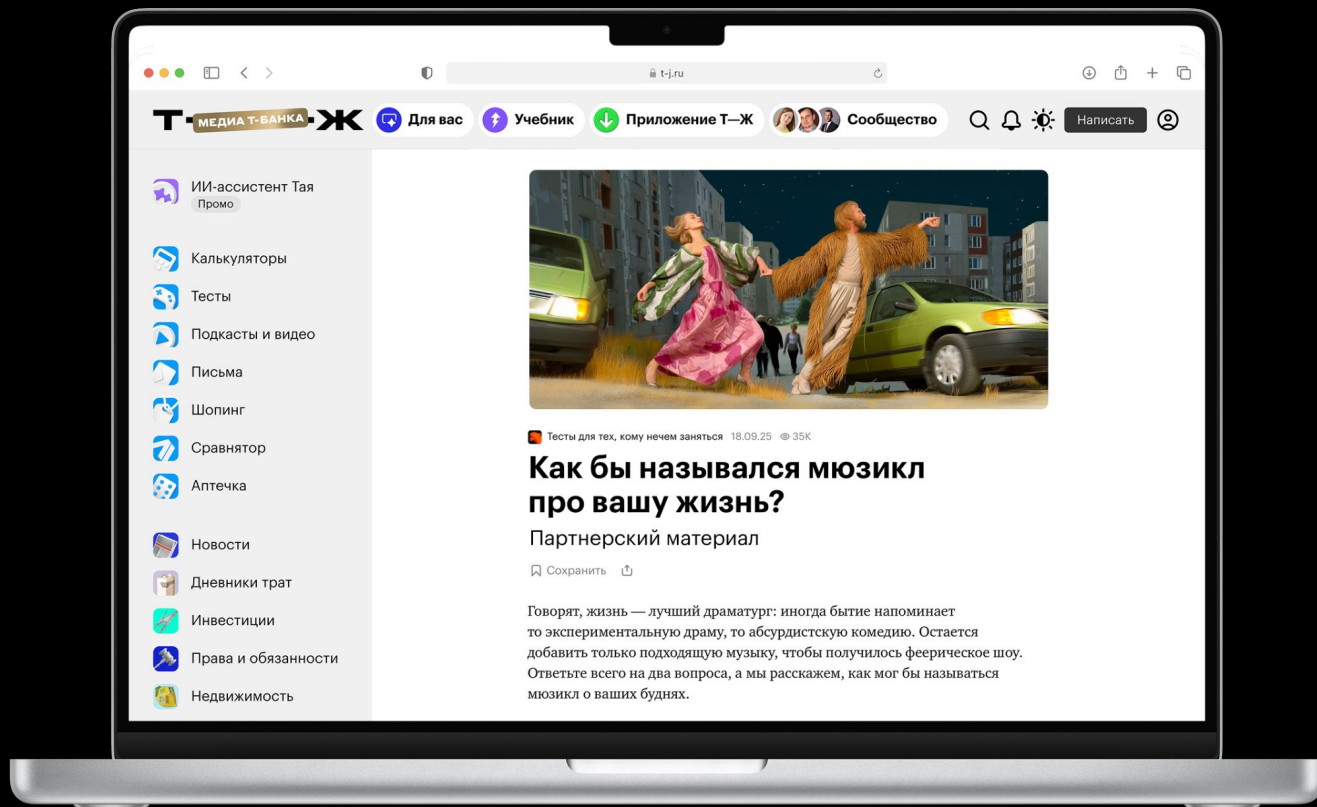 t-j.ru
Т—Ж МЕДИА Т-БАНКА
Для вас
Учебник
Приложение Т—Ж
Сообщество
Написать
ИИ-ассистент Тая
Промо
Калькуляторы
Тесты
Подкасты и видео
Письма
Шопинг
Сравнятор
Аптечка
Новости
Дневники трат
Инвестиции
Права и обязанности
Недвижимость
Тесты для тех, кому нечем заняться 18.09.25 35K
Как бы назывался мюзикл
про вашу жизнь?
Партнерский материал
Сохранить
Говорят, жизнь — лучший драматург: иногда бытие напоминает
то экспериментальную драму, то абсурдистскую комедию. Остается
добавить только подходящую музыку, чтобы получилось феерическое шоу.
Ответьте всего на два вопроса, а мы расскажем, как мог бы называться
мюзикл о ваших буднях.